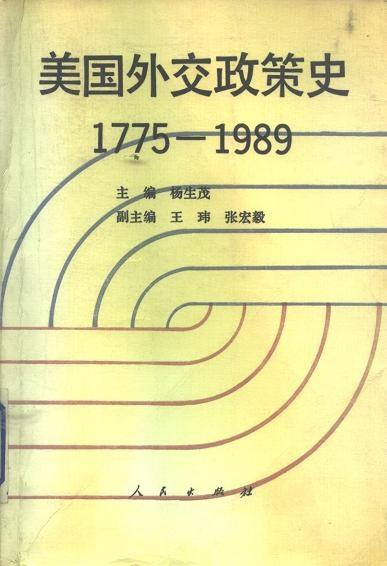 美国外交政策史
1775—1989
主 编 杨生茂
副主编 王 玮 张宏毅
人民出版社